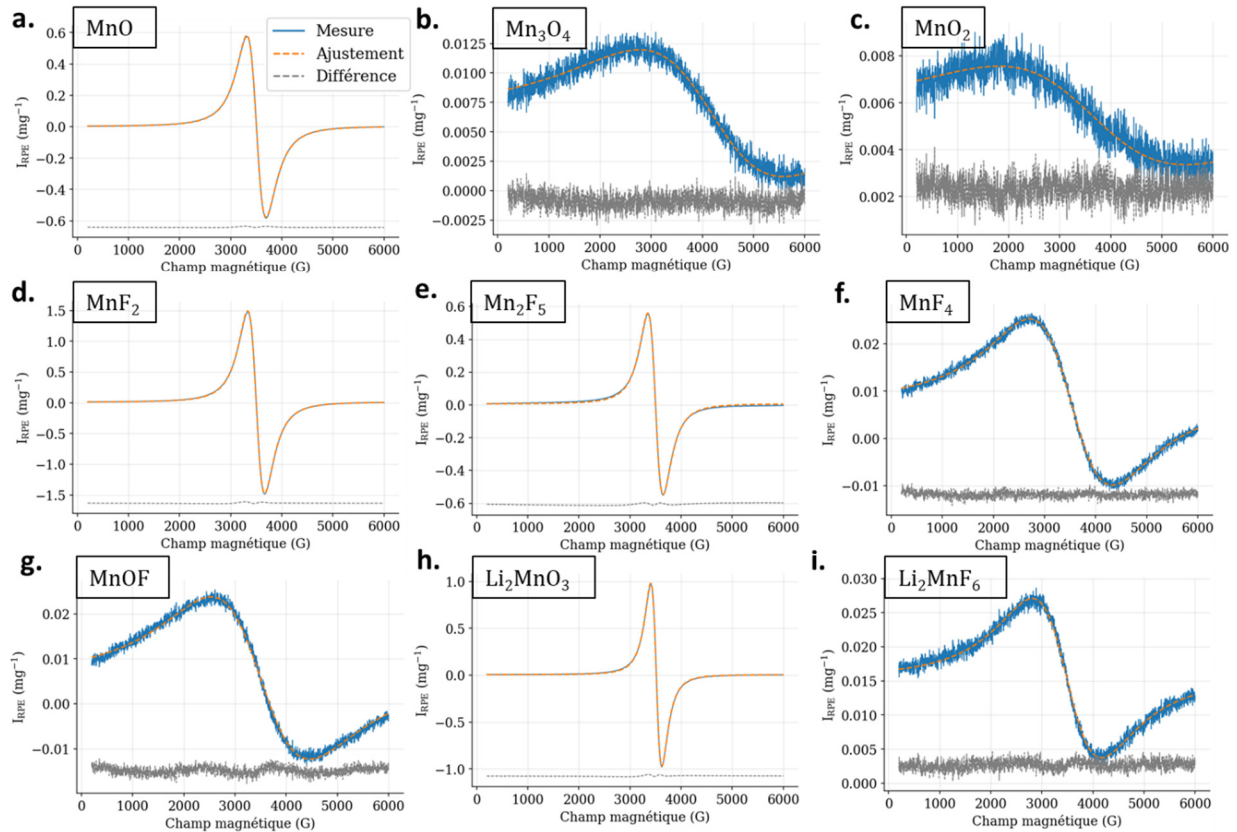 a.
MnO
Mesure
Ajustement
Différence
0.6
0.4
0.2
0.0
−0.2
−0.4
−0.6
I_RPE (mg⁻¹)
0 1000 2000 3000 4000 5000 6000
Champ magnétique (G)
b.
Mn₃O₄
0.0125
0.0100
0.0075
0.0050
0.0025
0.0000
−0.0025
I_RPE (mg⁻¹)
0 1000 2000 3000 4000 5000 6000
Champ magnétique (G)
c.
MnO₂
0.008
0.006
0.004
0.002
I_RPE (mg⁻¹)
0 1000 2000 3000 4000 5000 6000
Champ magnétique (G)
d.
MnF₂
1.5
1.0
0.5
0.0
−0.5
−1.0
−1.5
I_RPE (mg⁻¹)
0 1000 2000 3000 4000 5000 6000
Champ magnétique (G)
e.
Mn₂F₅
0.6
0.4
0.2
0.0
−0.2
−0.4
−0.6
I_RPE (mg⁻¹)
0 1000 2000 3000 4000 5000 6000
Champ magnétique (G)
f.
MnF₄
0.02
0.01
0.00
−0.01
I_RPE (mg⁻¹)
0 1000 2000 3000 4000 5000 6000
Champ magnétique (G)
g.
MnOF
0.02
0.01
0.00
−0.01
I_RPE (mg⁻¹)
0 1000 2000 3000 4000 5000 6000
Champ magnétique (G)
h.
Li₂MnO₃
1.0
0.5
0.0
−0.5
−1.0
I_RPE (mg⁻¹)
0 1000 2000 3000 4000 5000 6000
Champ magnétique (G)
i.
Li₂MnF₆
0.030
0.025
0.020
0.015
0.010
0.005
0.000
I_RPE (mg⁻¹)
0 1000 2000 3000 4000 5000 6000
Champ magnétique (G)